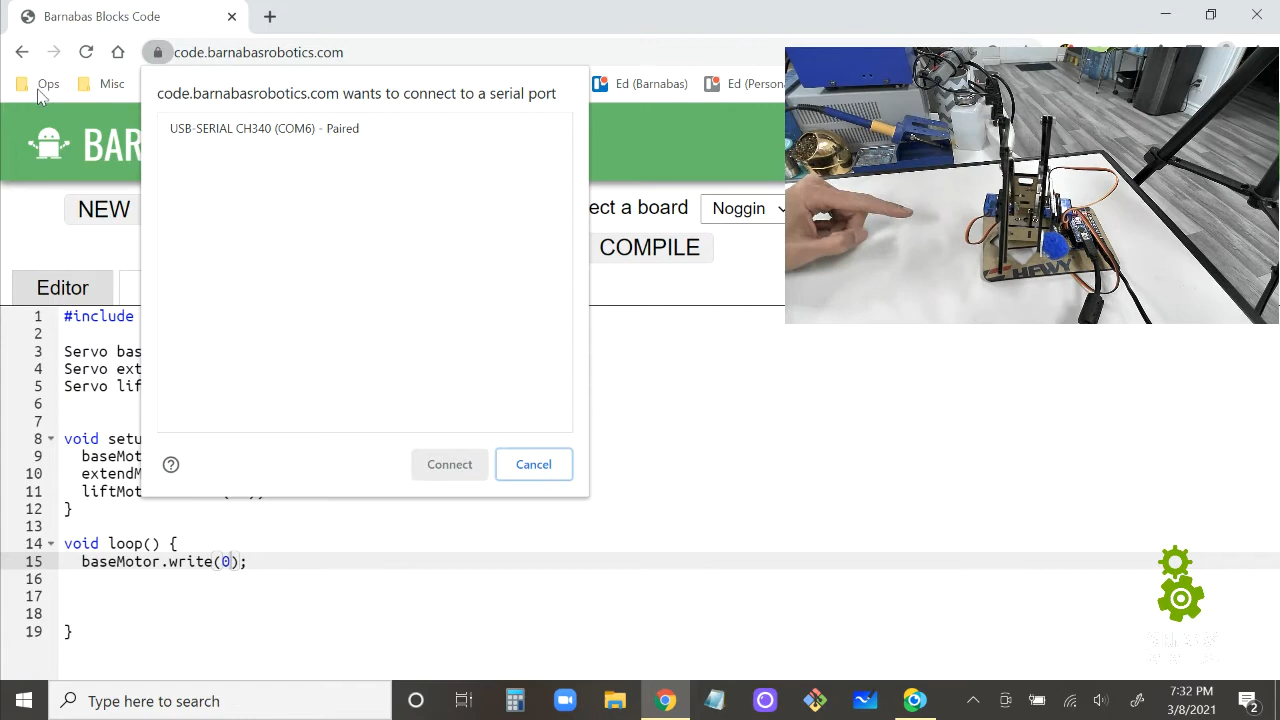 Barnabas Blocks Code
code.barnabasrobotics.com
Ops
Misc
Ed (Barnabas)
Ed (Person
code.barnabasrobotics.com wants to connect to a serial port
USB-SERIAL CH340 (COM6) - Paired
Connect
Cancel
BAR
NEW
ect a board
Noggin
COMPILE
Editor
1 #include
2
3 Servo bas
4 Servo ext
5 Servo lif
6
7
8 void setu
9 baseMot
10 extendM
11 liftMot
12 }
13
14 void loop() {
15 baseMotor.write(0);
16
17
18
19 }
CHEWY
Type here to search
7:32 PM
3/8/2021
2